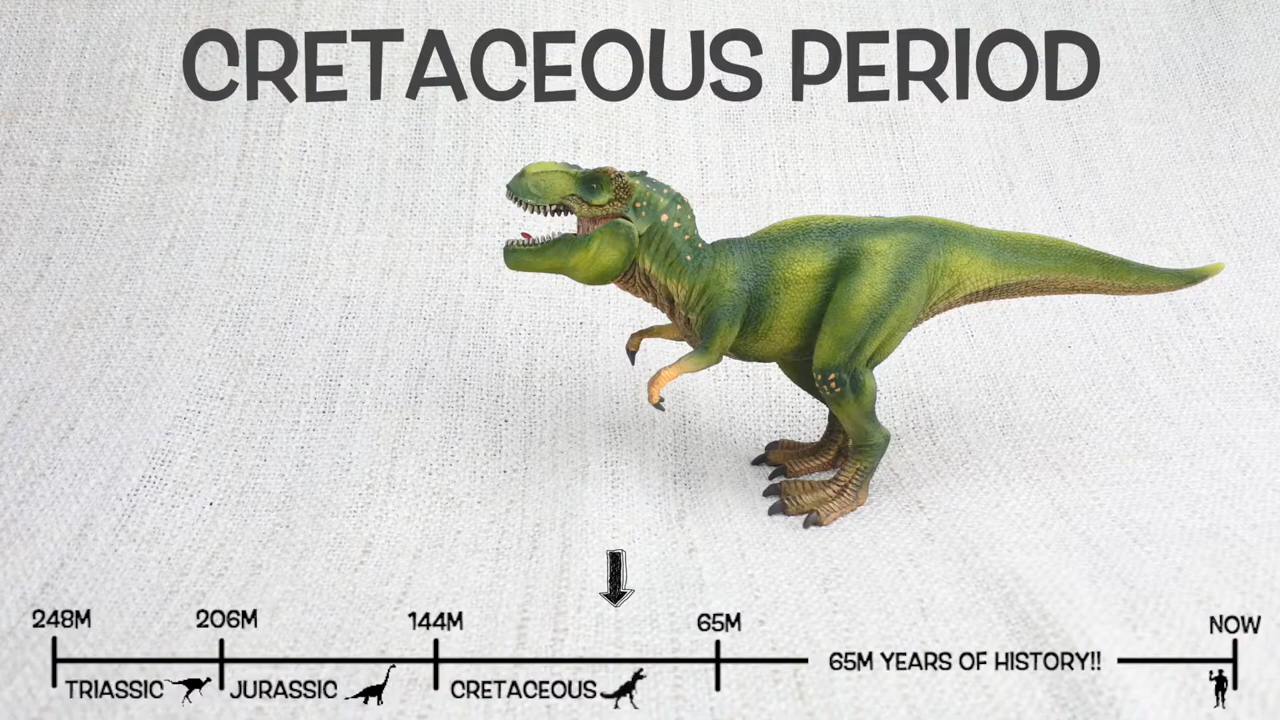 CRETACEOUS PERIOD
248M 206M 144M 65M NOW
65M YEARS OF HISTORY!!
TRIASSIC JURASSIC CRETACEOUS